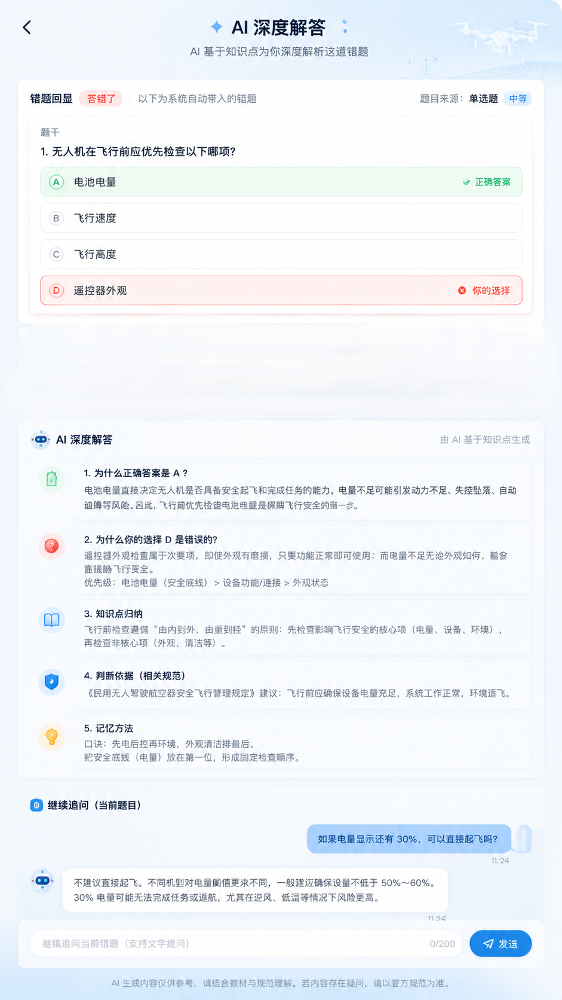 AI 深度解答
AI 基于知识点为你深度解析这道错题
错题回显 答错了 以下为系统自动带入的错题 题目来源：单选题 中等
题于
1. 无人机在飞行前应优先检查以下哪项?
A 电池电量 正确答案
B 飞行速度
C 飞行高度
D 遥控器外观 你的选择
AI 深度解答 由 AI 基于知识点生成
1. 为什么正确答案是 A ?
电池电量直接决定无人机是否具备安全起飞和完成任务的能力。电量不足可能引发动力不足、失控坠落、自动
等风险。 飞行前优先 飞行安全的第一步。
2. 为什么你的选择 D 是错误的?
遥控器外观检查属于次要项，即使外观有磨损，只要功能正常即可使用；而电量不足无论外观如何，都会
飞行安全。
优先级：电池电量（安全底线）> 设备功能/连接 > 外观状态
3. 知识点归纳
飞行前检查 “由内到外、由重到轻”的原则：先检查影响飞行安全的核心项（电量、设备、环境），
再检查非核心项（外观、清洁等）。
4. 判断依据（相关规范）
《民用无人驾驶航空器安全飞行管理规定》建议：飞行前应确保设备电量充足，系统工作正常，环境适飞。
5. 记忆方法
口诀：先电后控再环境，外观清洁排最后。
把安全底线（电量）放在第一位，形成固定检查顺序。
继续追问（当前题目）
如果电量显示还有 30%，可以直接起飞吗?
11:24
不建议直接起飞。不同机型对电量阈值要求不同，一般建议确保设量不低于 50%～60%。
30% 电量可能无法完成任务或返航，尤其在逆风、低温等情况下风险更高。
继续追问当前错题（支持文字提问） 0/200 发送
AI 生成内容仅供参考，请结合教材与规范理解。若内容存在疑问，请以官方规范为准。